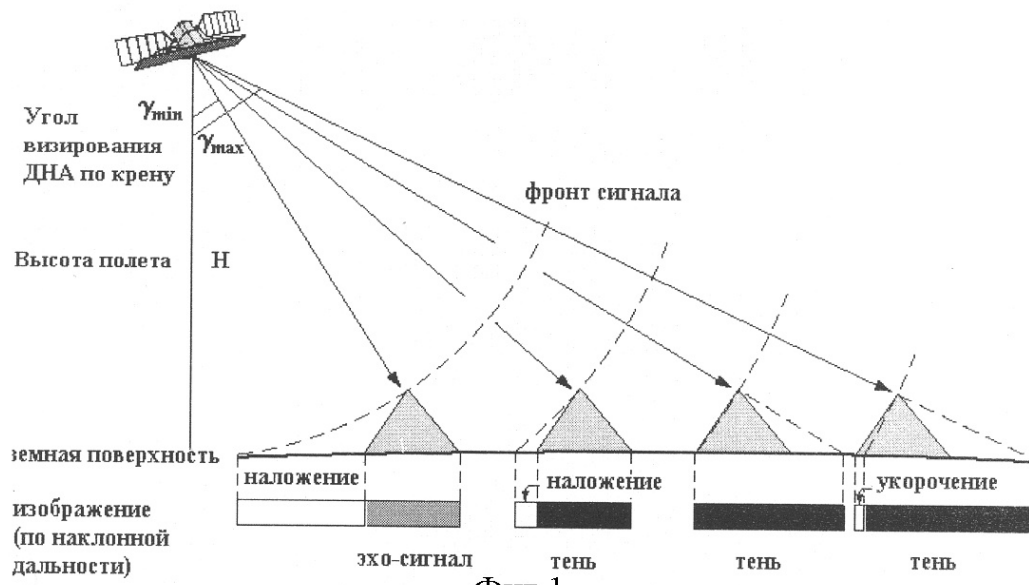 γmin
Угол
визирования
ДНА по крену
γmax
фронт сигнала
Высота полета H
земная поверхность
наложение
наложение
укорочение
изображение
(по наклонной
дальности)
эхо-сигнал
тень
тень
тень